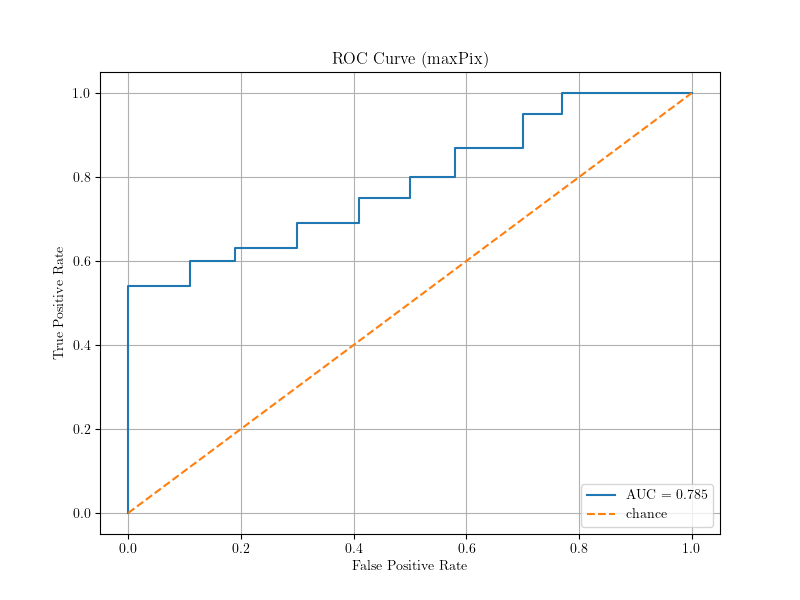 ROC Curve (maxPix)
True Positive Rate
1.0
0.8
0.6
0.4
0.2
0.0
AUC = 0.785
chance
0.0 0.2 0.4 0.6 0.8 1.0
False Positive Rate